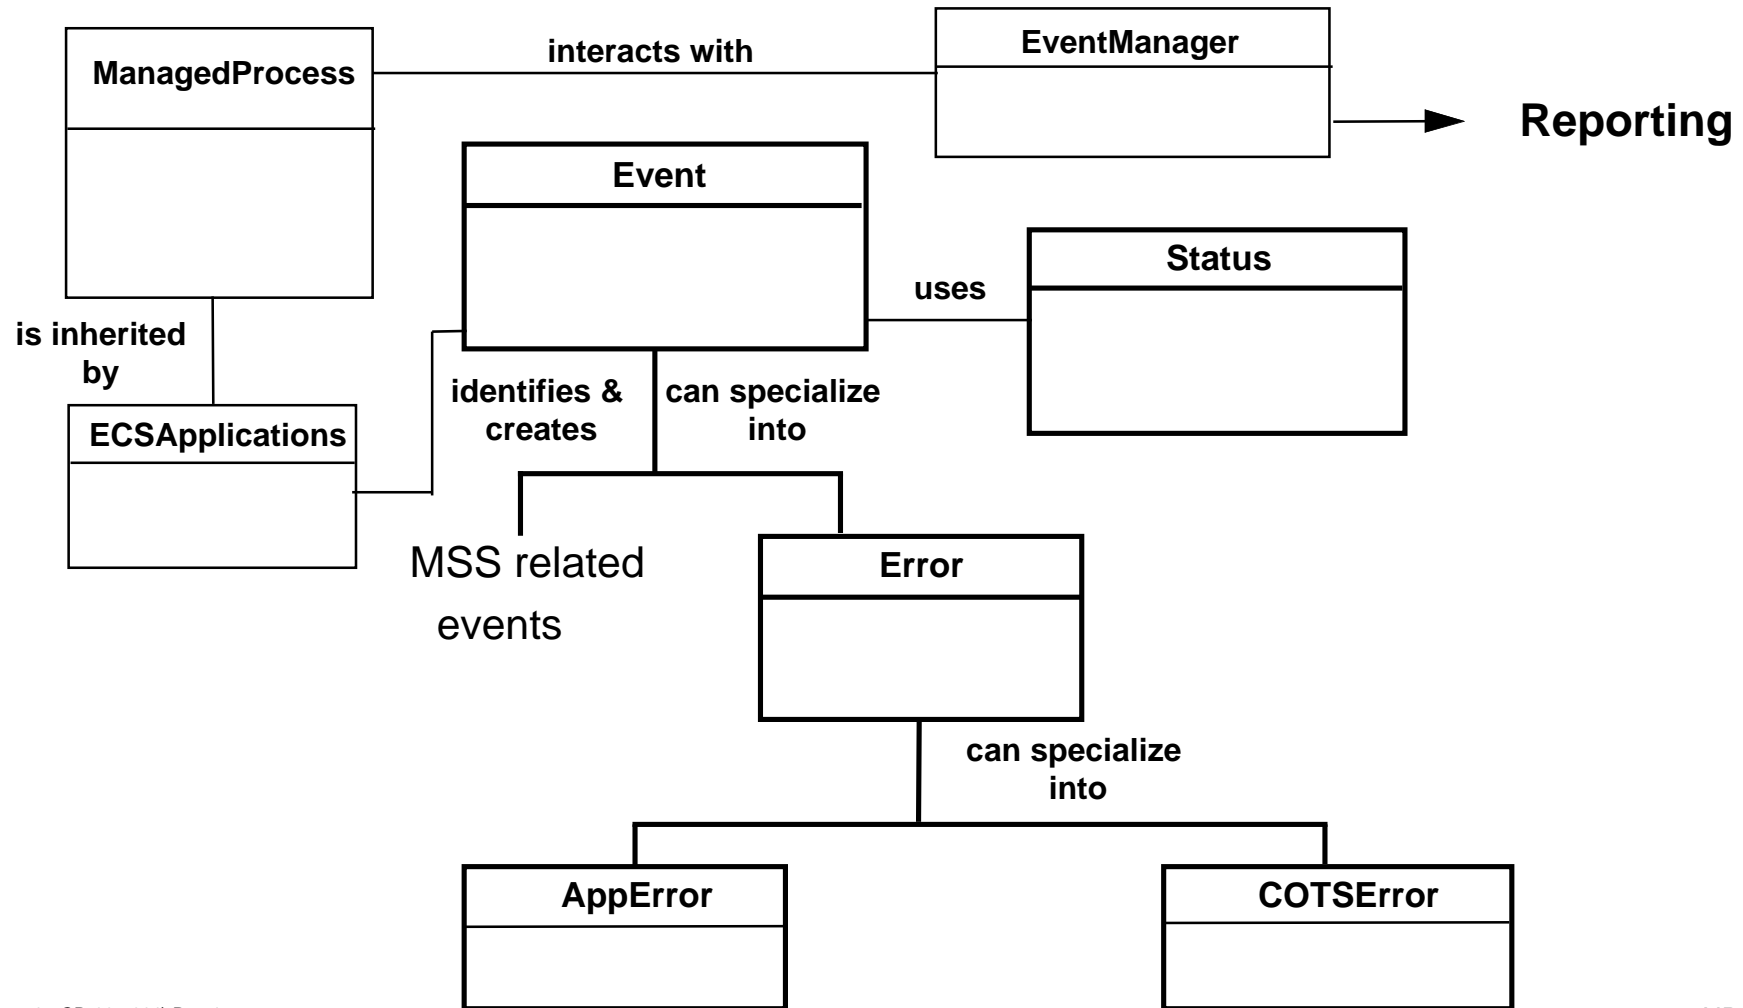 interacts with
EventManager
ManagedProcess
Reporting
Event
Status
uses
is inherited
by
identifies &
creates
can specialize
into
ECSApplications
MSS related
events
Error
can specialize
into
AppError
COTSError